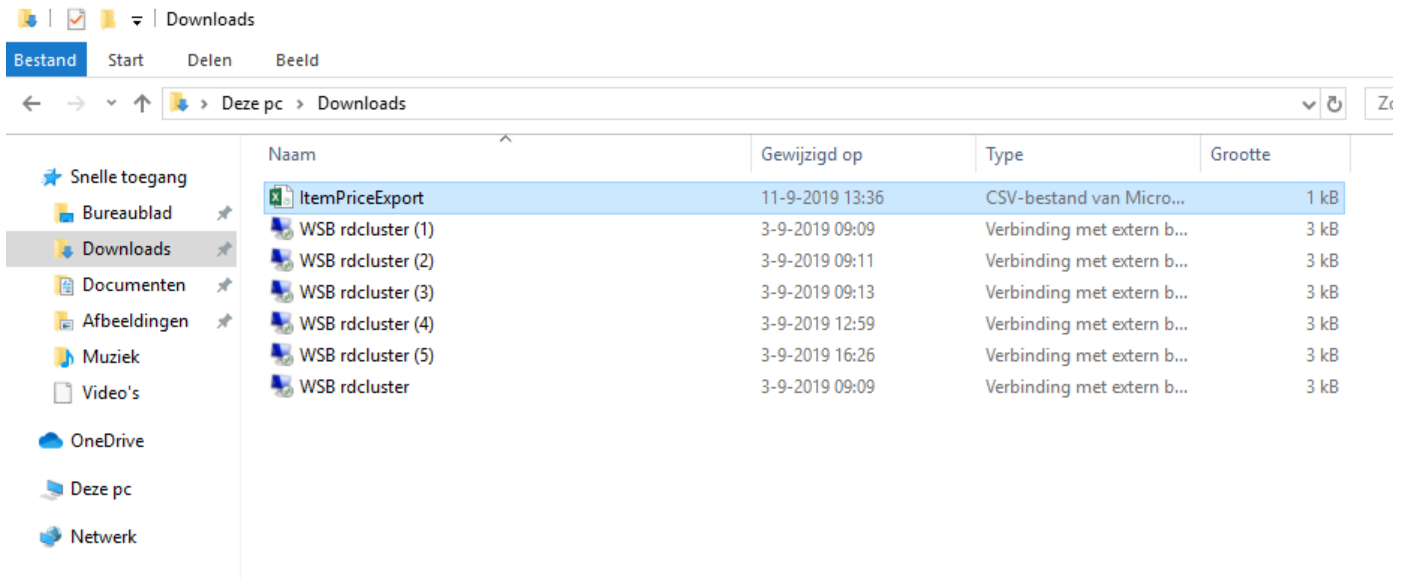 Downloads
Bestand Start Delen Beeld
Deze pc Downloads
Naam Gewijzigd op Type Grootte
Snelle toegang
Bureaublad
Downloads
Documenten
Afbeeldingen
Muziek
Video's
OneDrive
Deze pc
Netwerk
ItemPriceExport 11-9-2019 13:36 CSV-bestand van Micro... 1 kB
WSB rdcluster (1) 3-9-2019 09:09 Verbinding met extern b... 3 kB
WSB rdcluster (2) 3-9-2019 09:11 Verbinding met extern b... 3 kB
WSB rdcluster (3) 3-9-2019 09:13 Verbinding met extern b... 3 kB
WSB rdcluster (4) 3-9-2019 12:59 Verbinding met extern b... 3 kB
WSB rdcluster (5) 3-9-2019 16:26 Verbinding met extern b... 3 kB
WSB rdcluster 3-9-2019 09:09 Verbinding met extern b... 3 kB